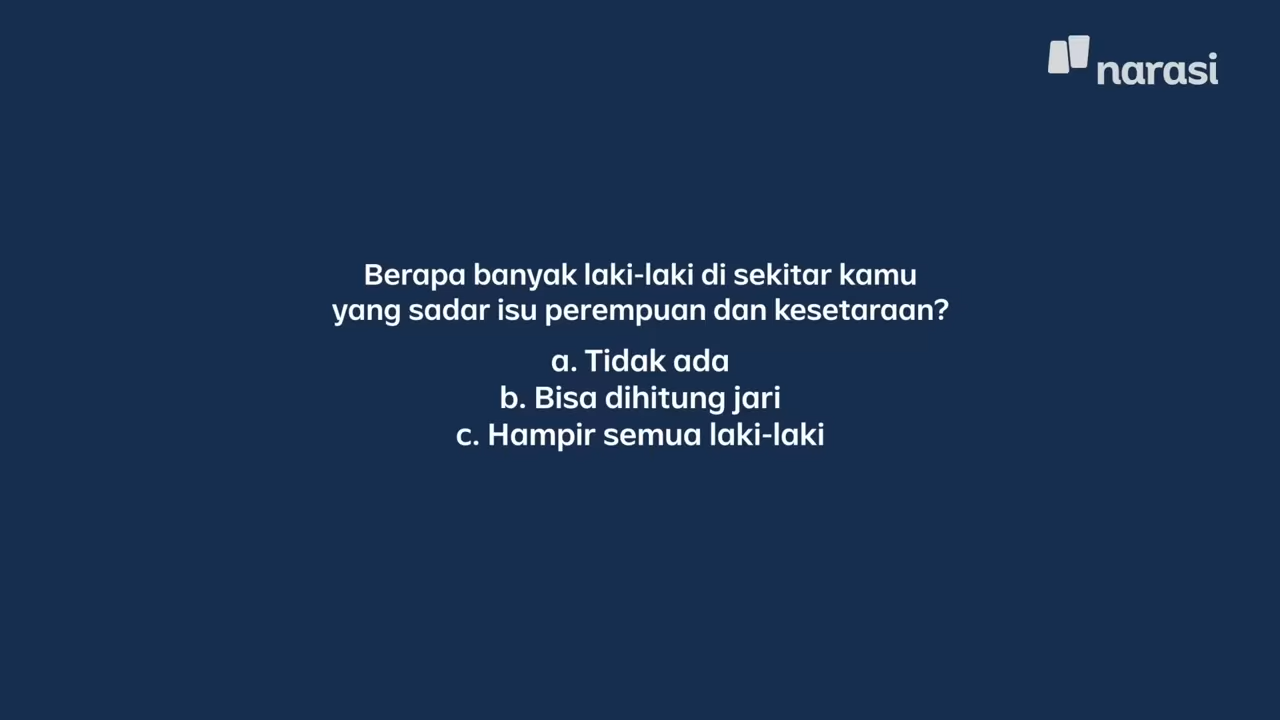 narasi
Berapa banyak laki-laki di sekitar kamu
yang sadar isu perempuan dan kesetaraan?
a. Tidak ada
b. Bisa dihitung jari
c. Hampir semua laki-laki